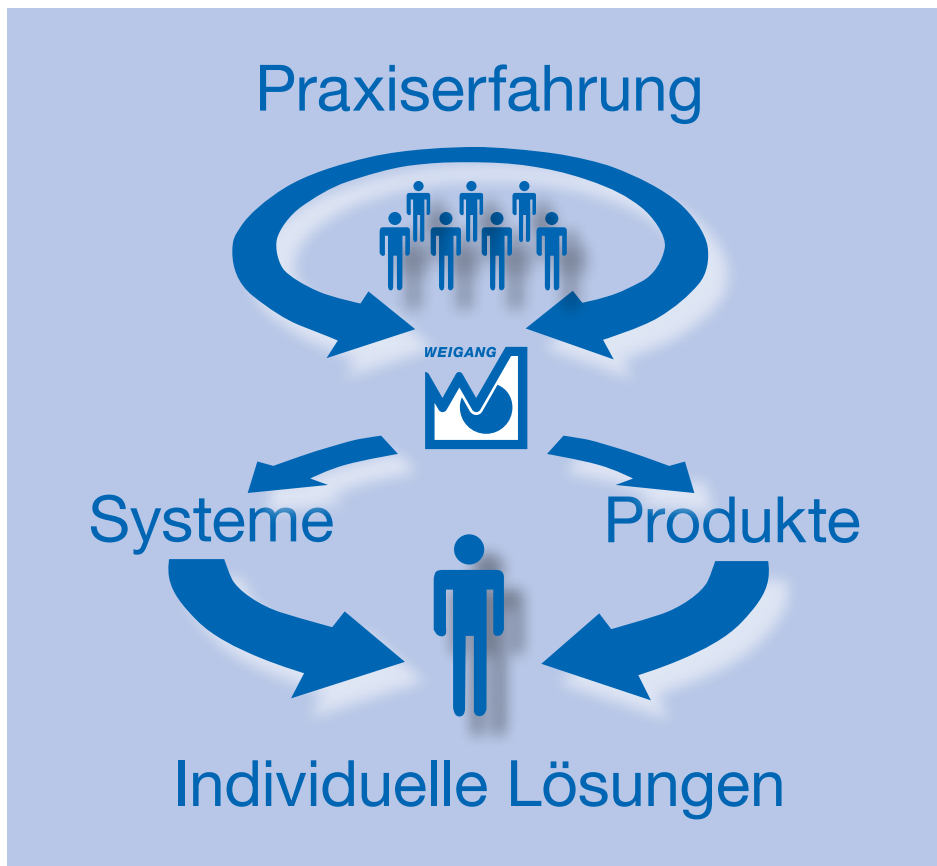 Praxiserfahrung
WEIGANG
Systeme
Produkte
Individuelle Lösungen